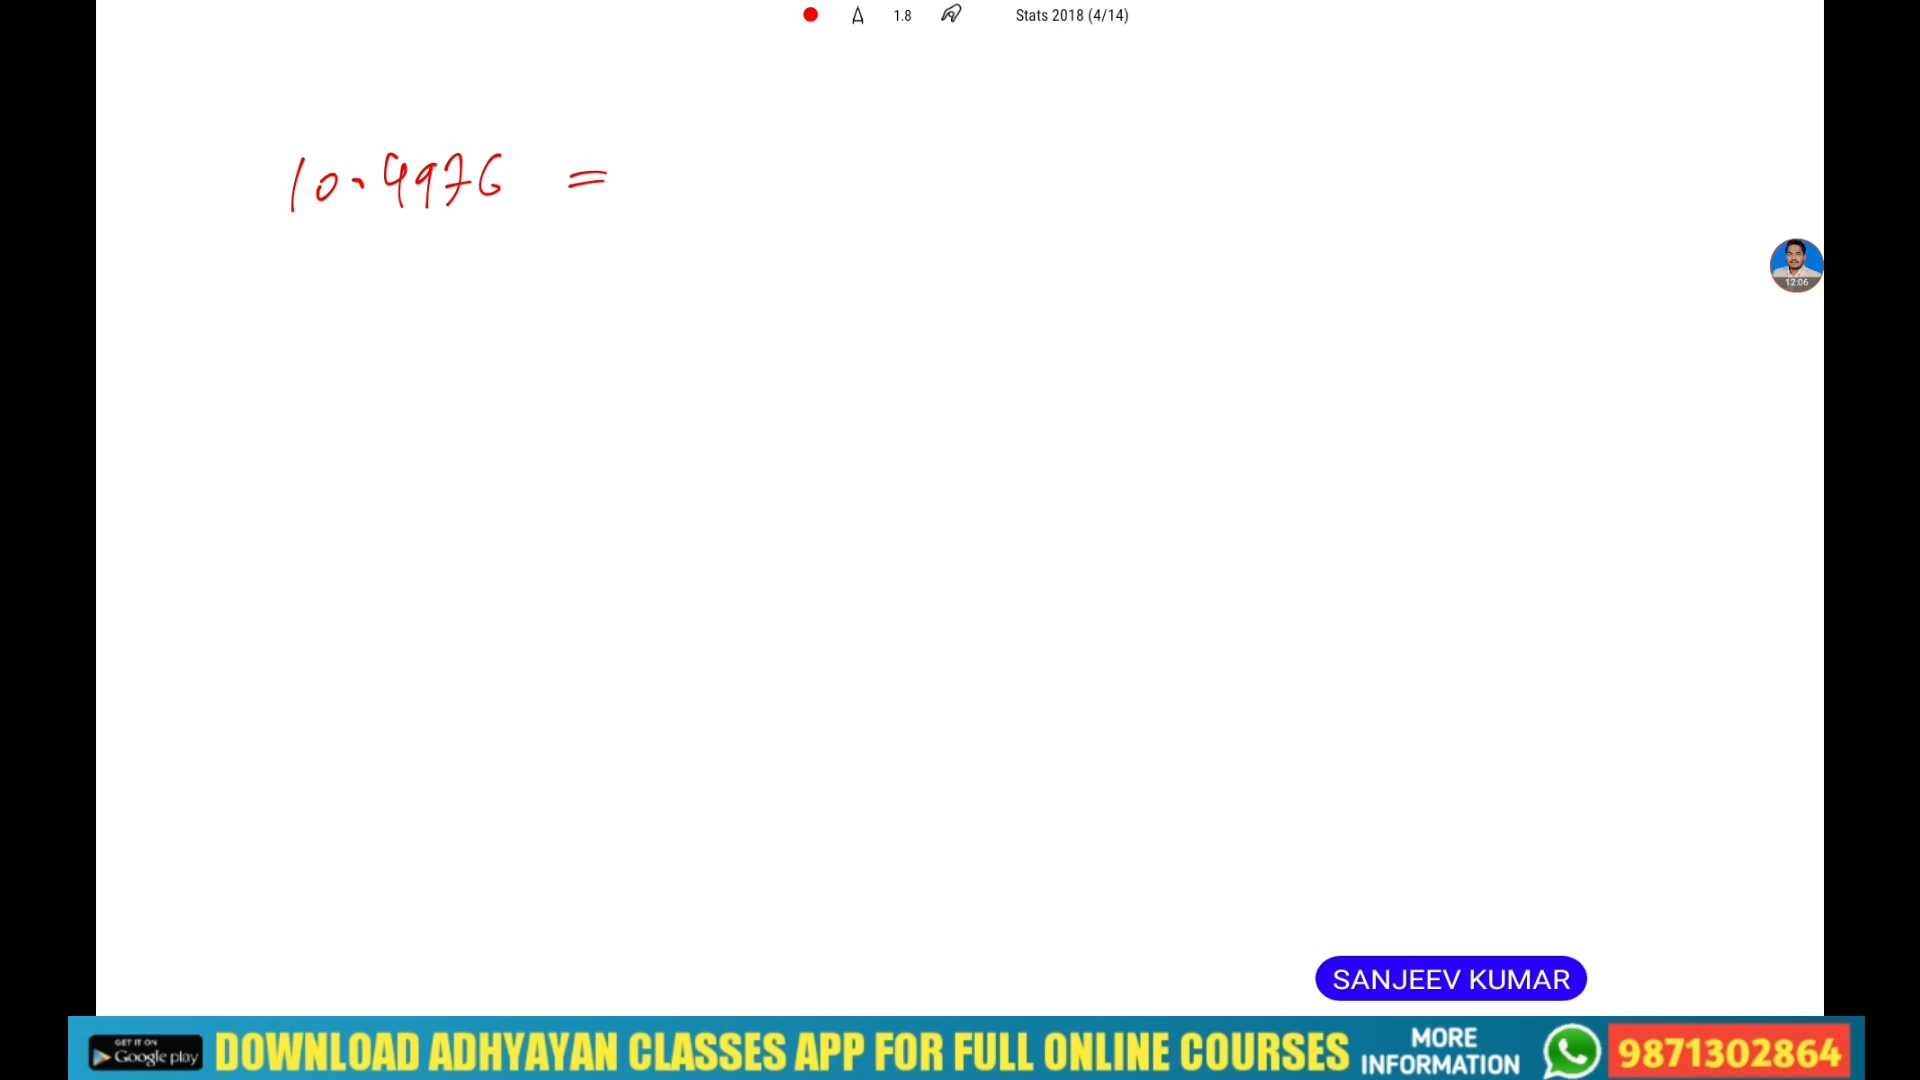 1.8 Stats 2018 (4/14)
10.4976 =
12:06
SANJEEV KUMAR
GET IT ON
Google play
DOWNLOAD ADHYAYAN CLASSES APP FOR FULL ONLINE COURSES
MORE
INFORMATION
9871302864